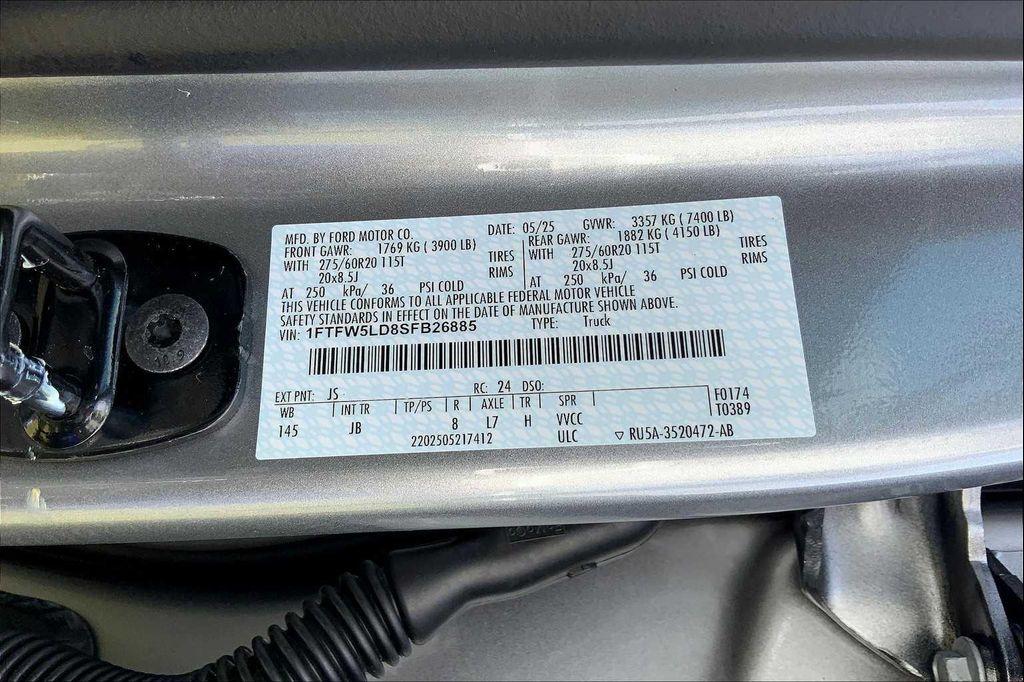 MFD. BY FORD MOTOR CO. DATE: 05/25 GVWR: 3357 KG ( 7400 LB)
FRONT GAWR: 1769 KG ( 3900 LB) REAR GAWR: 1882 KG ( 4150 LB)
WITH 275/60R20 115T TIRES WITH 275/60R20 115T TIRES
20x8.5J RIMS 20x8.5J RIMS
AT 250 kPa/ 36 PSI COLD AT 250 kPa/ 36 PSI COLD
THIS VEHICLE CONFORMS TO ALL APPLICABLE FEDERAL MOTOR VEHICLE
SAFETY STANDARDS IN EFFECT ON THE DATE OF MANUFACTURE SHOWN ABOVE.
VIN: 1FTFW5LD8SFB26885 TYPE: Truck
EXT PNT: JS RC: 24 DSO:
WB INT TR TP/PS R AXLE TR SPR F0174
145 JB 8 L7 H VVCC T0389
2202505217412 ULC ▽ RU5A-3520472-AB
10.9